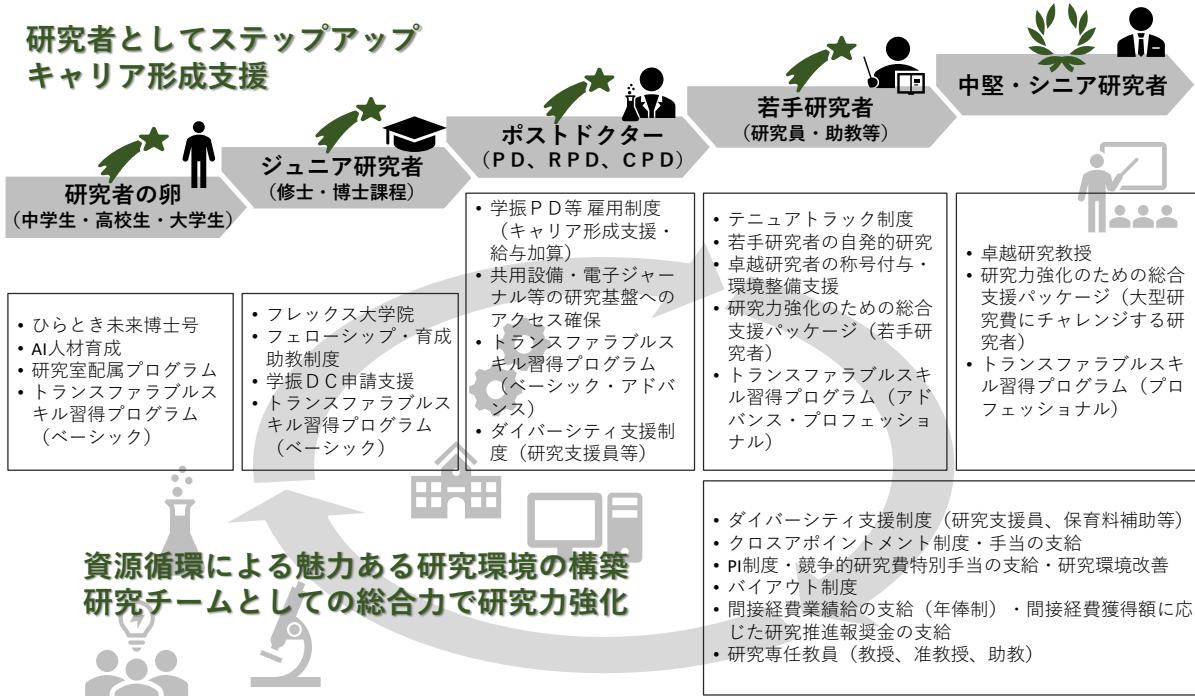 研究者としてステップアップ
キャリア形成支援
研究者の卵
(中学生・高校生・大学生)
ジュニア研究者
(修士・博士課程)
ポストドクター
(ＰＤ、ＲＰＤ、ＣＰＤ)
若手研究者
(研究員・助教等)
中堅・シニア研究者
• ひらとき未来博士号
• AI人材育成
• 研究室配属プログラム
• トランスファラブルス
キル習得プログラム
（ベーシック）
• フレックス大学院
• フェローシップ・育成
助教制度
• 学振ＤＣ申請支援
• トランスファラブルス
キル習得プログラム
（ベーシック）
• 学振ＰＤ等 雇用制度
（キャリア形成支援・
給与加算）
• 共用設備・電子ジャー
ナル等の研究基盤への
アクセス確保
• トランスファラブルス
キル習得プログラム
（ベーシック・アドバ
ンス）
• ダイバーシティ支援制
度（研究支援員等）
• テニュアトラック制度
• 若手研究者の自発的研究
• 卓越研究者の称号付与・
環境整備支援
• 研究力強化のための総合
支援パッケージ（若手研
究者）
• トランスファラブルスキ
ル習得プログラム（アド
バンス・プロフェッショ
ナル）
• 卓越研究教授
• 研究力強化のための総合
支援パッケージ（大型研
究費にチャレンジする研
究者）
• トランスファラブルスキ
ル習得プログラム（プロ
フェッショナル）
• ダイバーシティ支援制度（研究支援員、保育料補助等）
• クロスアポイントメント制度・手当の支給
• PI制度・競争的研究費特別手当の支給・研究環境改善
• バイアウト制度
• 間接経費業績給の支給（年俸制）・間接経費獲得額に応
じた研究推進報奨金の支給
• 研究専任教員（教授、准教授、助教）
資源循環による魅力ある研究環境の構築
研究チームとしての総合力で研究力強化